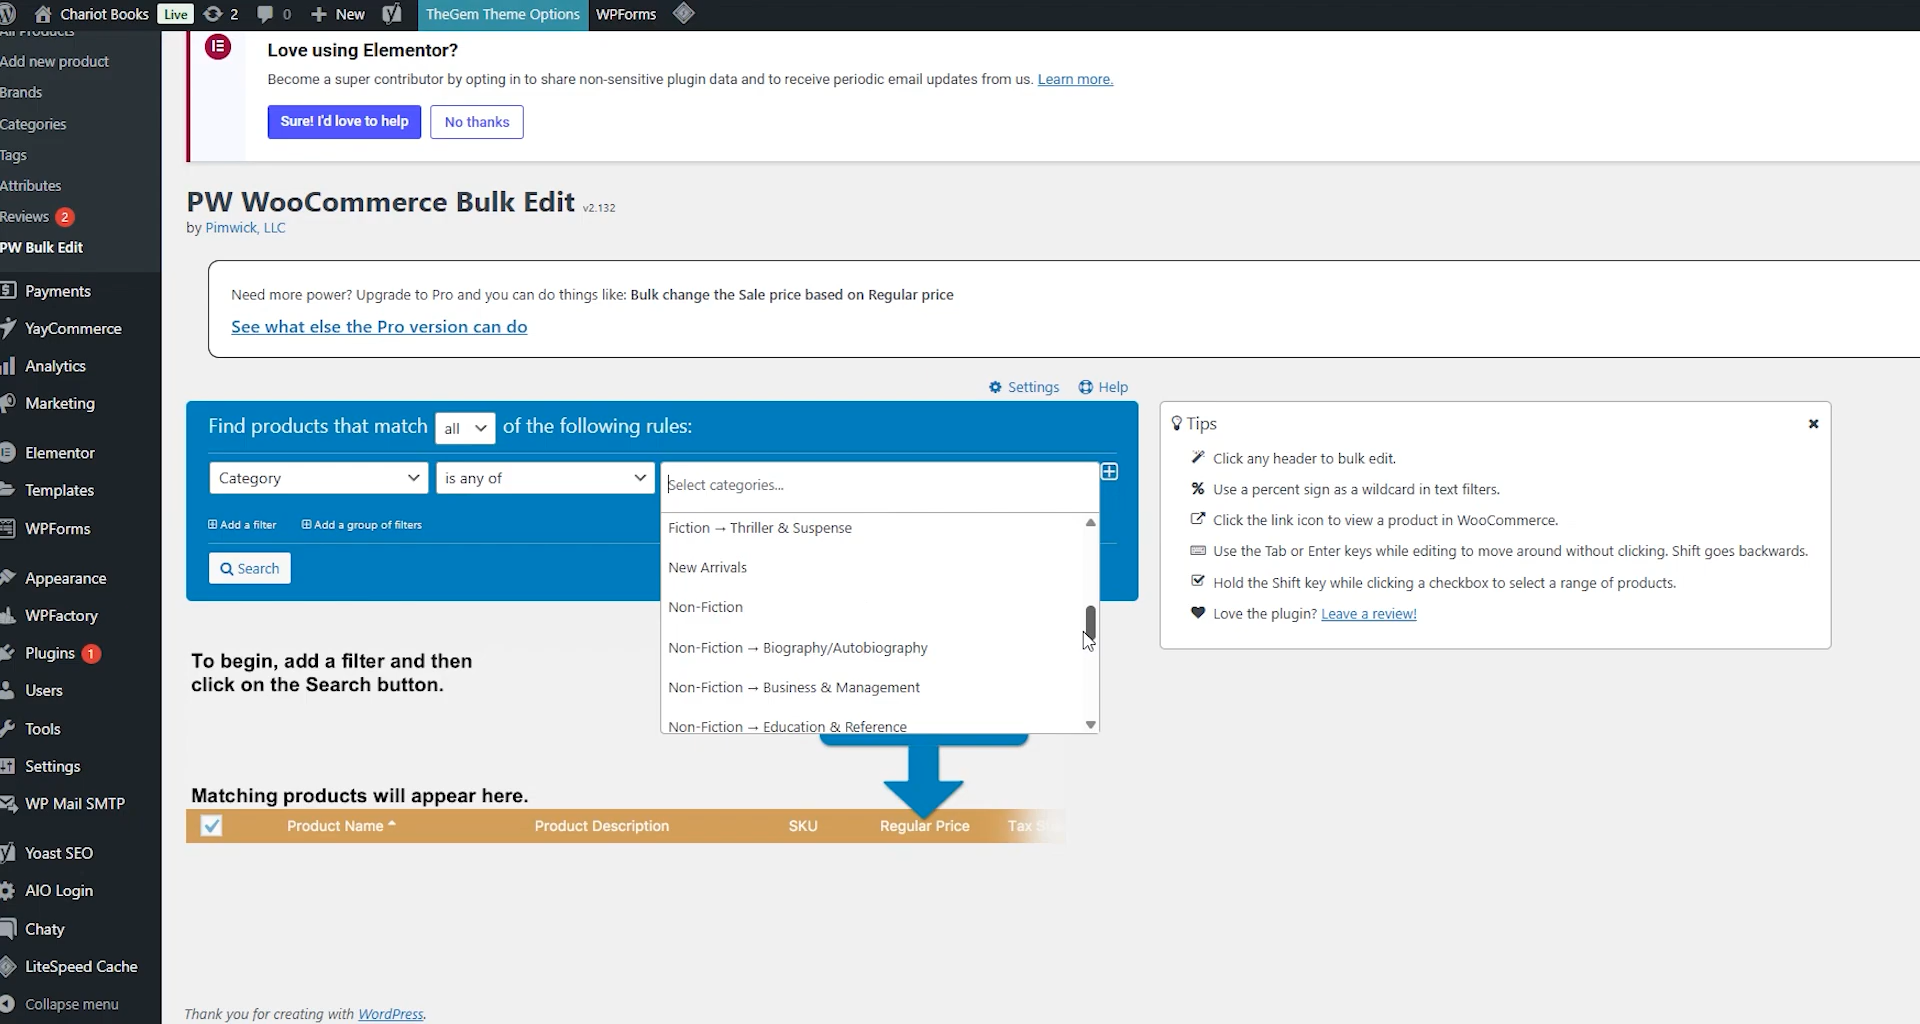 Chariot Books Live 2 0 New TheGem Theme Options WPForms
All Products
Add new product
Brands
Categories
Tags
Attributes
Reviews 2
PW Bulk Edit
Payments
YayCommerce
Analytics
Marketing
Elementor
Templates
WPForms
Appearance
WPFactory
Plugins 1
Users
Tools
Settings
WP Mail SMTP
Yoast SEO
AIO Login
Chaty
LiteSpeed Cache
Collapse menu
Love using Elementor?
Become a super contributor by opting in to share non-sensitive plugin data and to receive periodic email updates from us. Learn more.
Sure! I'd love to help No thanks
PW WooCommerce Bulk Edit v2.132
by Pimwick, LLC
Need more power? Upgrade to Pro and you can do things like: Bulk change the Sale price based on Regular price
See what else the Pro version can do
Settings Help
Find products that match all of the following rules:
Category is any of Select categories...
Add a filter Add a group of filters
Search
Fiction → Thriller & Suspense
New Arrivals
Non-Fiction
Non-Fiction → Biography/Autobiography
Non-Fiction → Business & Management
Non-Fiction → Education & Reference
Tips
Click any header to bulk edit.
Use a percent sign as a wildcard in text filters.
Click the link icon to view a product in WooCommerce.
Use the Tab or Enter keys while editing to move around without clicking. Shift goes backwards.
Hold the Shift key while clicking a checkbox to select a range of products.
Love the plugin? Leave a review!
To begin, add a filter and then
click on the Search button.
Matching products will appear here.
Product Name Product Description SKU Regular Price Tax
Thank you for creating with WordPress.